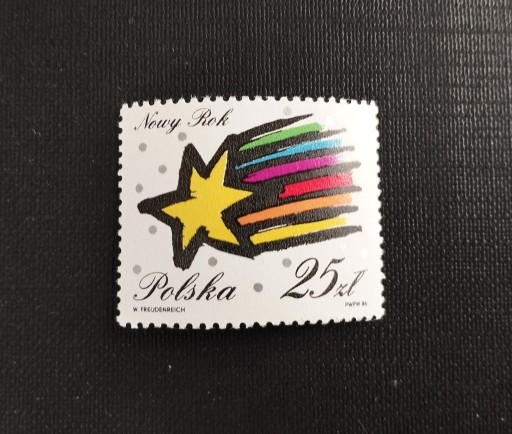 Nowy Rok
Polska 25zł
W. FREUDENREICH PWPW 86